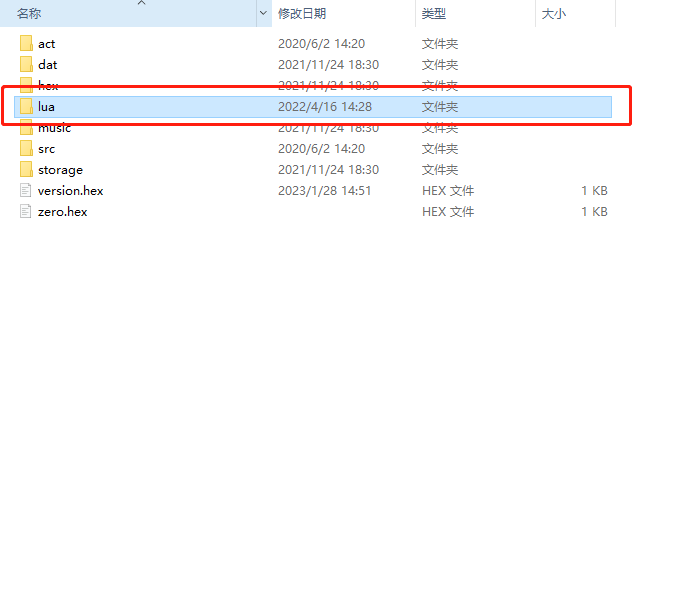 名称 修改日期 类型 大小
act 2020/6/2 14:20 文件夹
dat 2021/11/24 18:30 文件夹
hex 2021/11/24 18:30 文件夹
lua 2022/4/16 14:28 文件夹
music 2021/11/24 18:30 文件夹
src 2020/6/2 14:20 文件夹
storage 2021/11/24 18:30 文件夹
version.hex 2023/1/28 14:51 HEX 文件 1 KB
zero.hex HEX 文件 1 KB